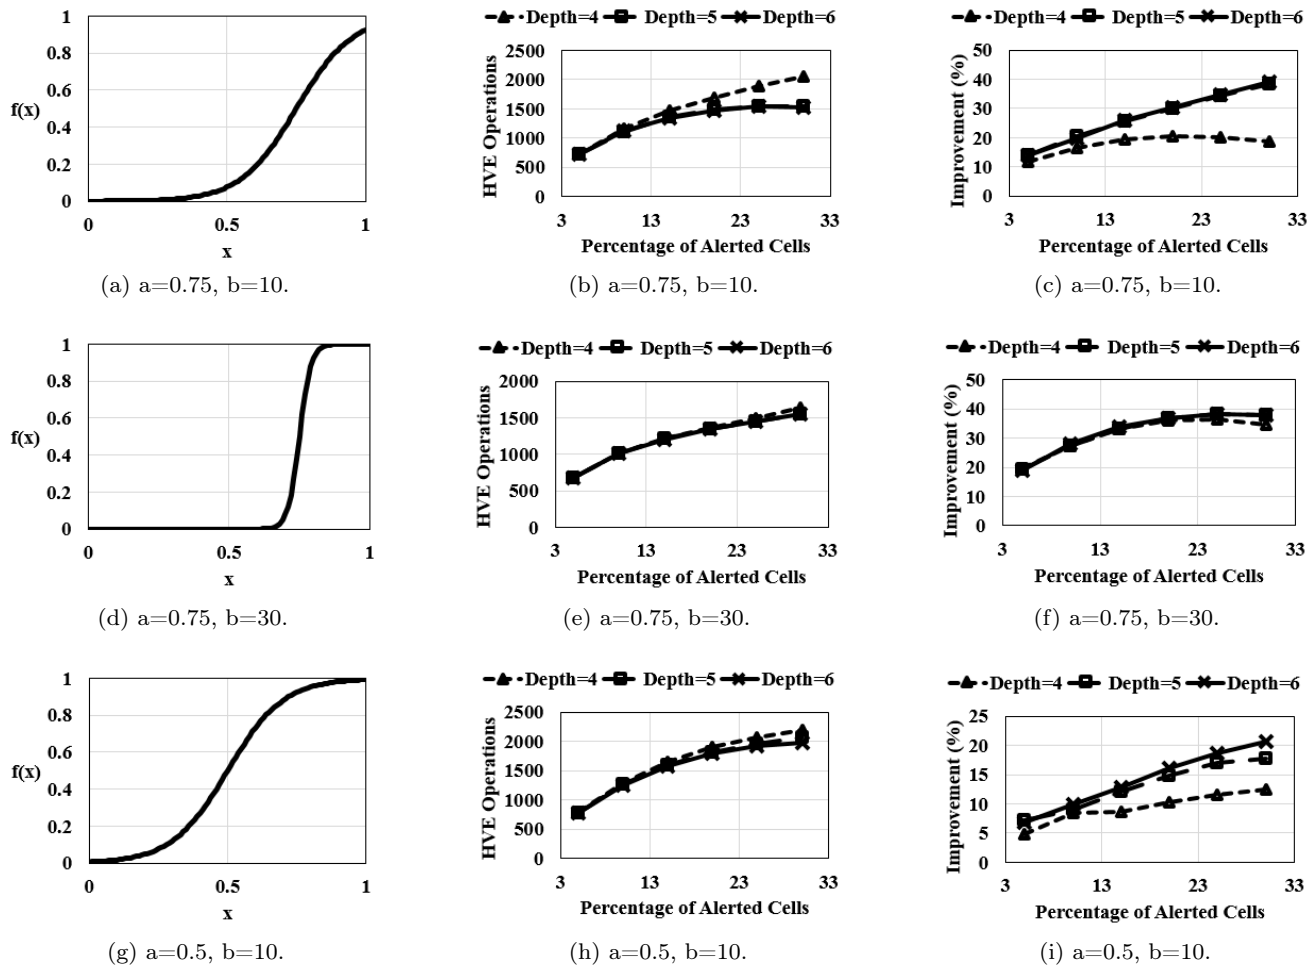 Depth=4 Depth=5 Depth=6
Depth=4 Depth=5 Depth=6
1
0.8
0.6
0.4
0.2
0
f(x)
0 0.5 1
x
2500
2000
1500
1000
500
0
HVE Operations
3 13 23 33
Percentage of Alerted Cells
50
40
30
20
10
0
Improvement (%)
3 13 23 33
Percentage of Alerted Cells
(a) a=0.75, b=10.
(b) a=0.75, b=10.
(c) a=0.75, b=10.
Depth=4 Depth=5 Depth=6
Depth=4 Depth=5 Depth=6
1
0.8
0.6
0.4
0.2
0
f(x)
0 0.5 1
x
2000
1500
1000
500
0
HVE Operations
3 13 23 33
Percentage of Alerted Cells
50
40
30
20
10
0
Improvement (%)
3 13 23 33
Percentage of Alerted Cells
(d) a=0.75, b=30.
(e) a=0.75, b=30.
(f) a=0.75, b=30.
Depth=4 Depth=5 Depth=6
Depth=4 Depth=5 Depth=6
1
0.8
0.6
0.4
0.2
0
f(x)
0 0.5 1
x
2500
2000
1500
1000
500
0
HVE Operations
3 13 23 33
Percentage of Alerted Cells
25
20
15
10
5
0
Improvement (%)
3 13 23 33
Percentage of Alerted Cells
(g) a=0.5, b=10.
(h) a=0.5, b=10.
(i) a=0.5, b=10.